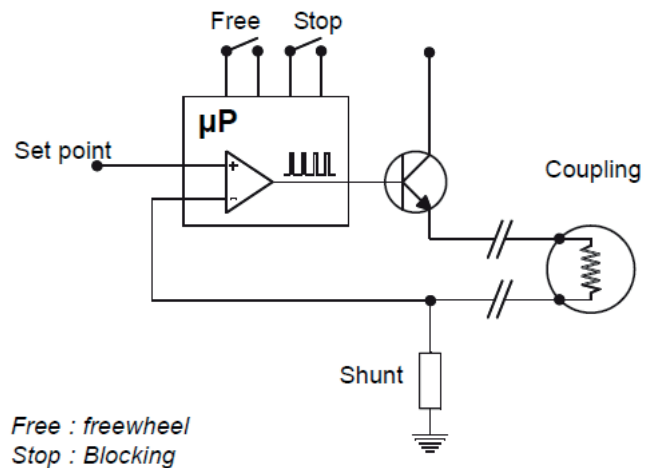 Free Stop
µP
Set point
+
-
Coupling
Shunt
Free : freewheel
Stop : Blocking